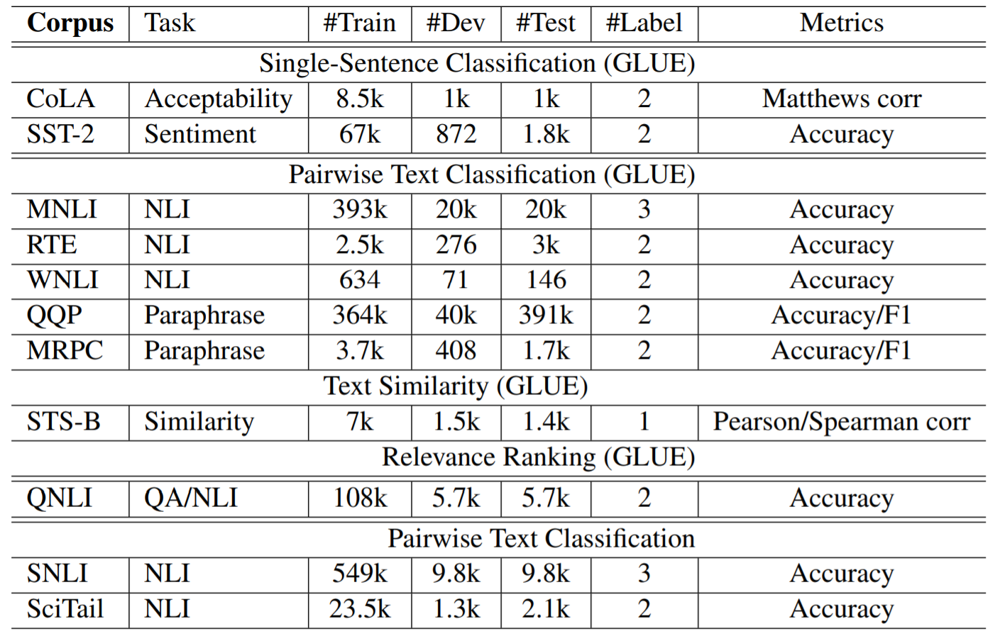 Corpus Task #Train #Dev #Test #Label Metrics
Single-Sentence Classification (GLUE)
CoLA Acceptability 8.5k 1k 1k 2 Matthews corr
SST-2 Sentiment 67k 872 1.8k 2 Accuracy
Pairwise Text Classification (GLUE)
MNLI NLI 393k 20k 20k 3 Accuracy
RTE NLI 2.5k 276 3k 2 Accuracy
WNLI NLI 634 71 146 2 Accuracy
QQP Paraphrase 364k 40k 391k 2 Accuracy/F1
MRPC Paraphrase 3.7k 408 1.7k 2 Accuracy/F1
Text Similarity (GLUE)
STS-B Similarity 7k 1.5k 1.4k 1 Pearson/Spearman corr
Relevance Ranking (GLUE)
QNLI QA/NLI 108k 5.7k 5.7k 2 Accuracy
Pairwise Text Classification
SNLI NLI 549k 9.8k 9.8k 3 Accuracy
SciTail NLI 23.5k 1.3k 2.1k 2 Accuracy